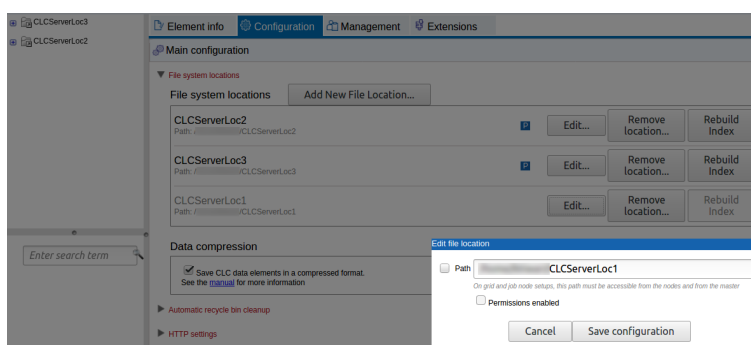 CLCServerLoc3
CLCServerLoc2
Element info
Configuration
Management
Extensions
Main configuration
File system locations
File system locations
Add New File Location...
CLCServerLoc2
Path: / /CLCServerLoc2
P
Edit...
Remove location...
Rebuild Index
CLCServerLoc3
Path: / /CLCServerLoc3
P
Edit...
Remove location...
Rebuild Index
CLCServerLoc1
Path: / /CLCServerLoc1
Edit...
Remove location...
Rebuild Index
Enter search term
Data compression
Save CLC data elements in a compressed format.
See the manual for more information
Automatic recycle bin cleanup
HTTP settings
Edit file location
Path CLCServerLoc1
On grid and job node setups, this path must be accessible from the nodes and from the master
Permissions enabled
Cancel
Save configuration